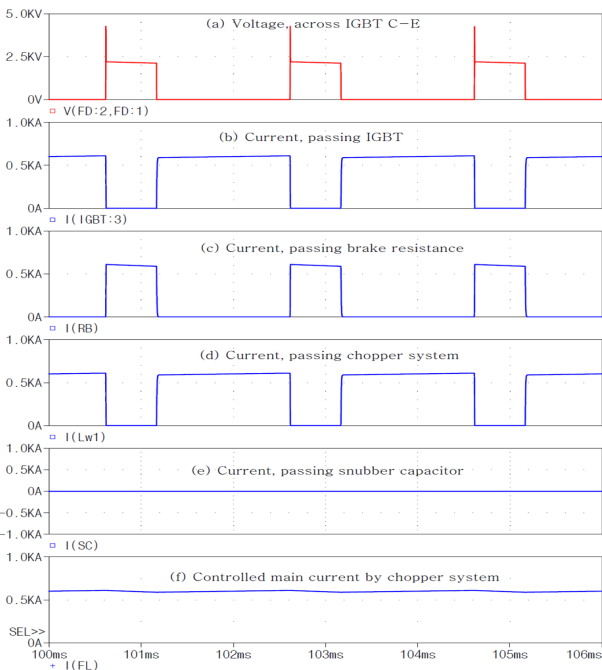 5.0KV
(a) Voltage, across IGBT C-E
2.5KV
0V
V(FD:2,FD:1)
1.0KA
(b) Current, passing IGBT
0.5KA
0A
I(IGBT:3)
1.0KA
(c) Current, passing brake resistance
0.5KA
0A
I(RB)
1.0KA
(d) Current, passing chopper system
0.5KA
0A
I(Lw1)
1.0KA
0.5KA
(e) Current, passing snubber capacitor
0A
-0.5KA
-1.0KA
I(SC)
1.0KA
(f) Controlled main current by chopper system
0.5KA
SEL>>
0A
100ms 101ms 102ms 103ms 104ms 105ms 106ms
I(FL)